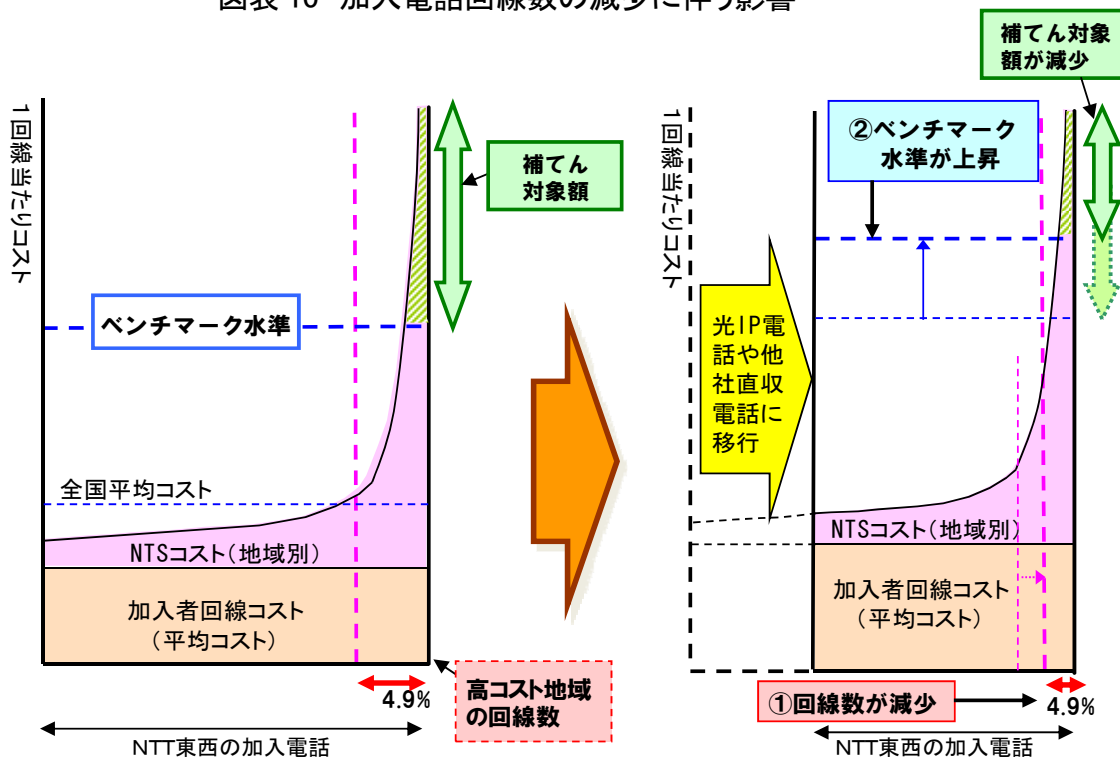 図表 16 加入電話回線数の減少に伴う影響
1回線当たりコスト
補てん
対象額
ベンチマーク水準
全国平均コスト
NTSコスト(地域別)
加入者回線コスト
(平均コスト)
4.9%
高コスト地域
の回線数
NTT東西の加入電話
補てん対象
額が減少
1回線当たりコスト
②ベンチマーク
水準が上昇
光IP電
話や他
社直収
電話に
移行
NTSコスト(地域別)
加入者回線コスト
(平均コスト)
①回線数が減少
4.9%
NTT東西の加入電話